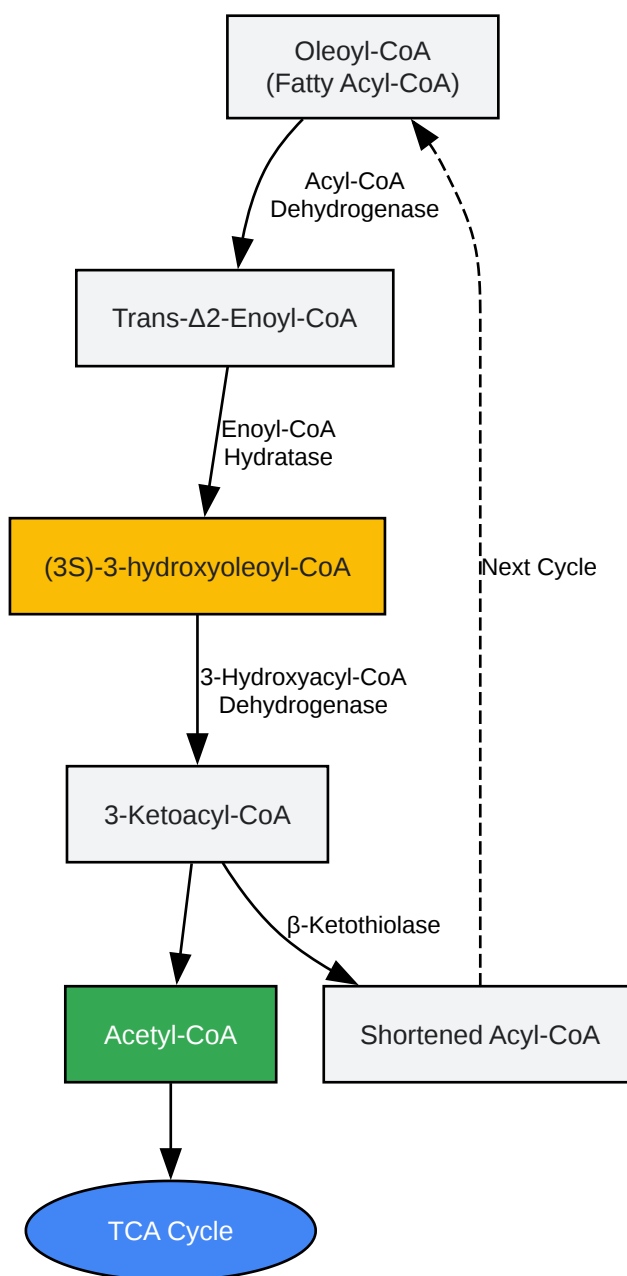 Oleoyl-CoA
(Fatty Acyl-CoA)
Acyl-CoA
Dehydrogenase
Trans-Δ2-Enoyl-CoA
Enoyl-CoA
Hydratase
(3S)-3-hydroxyoleoyl-CoA
Next Cycle
3-Hydroxyacyl-CoA
Dehydrogenase
3-Ketoacyl-CoA
β-Ketothiolase
Acetyl-CoA
Shortened Acyl-CoA
TCA Cycle